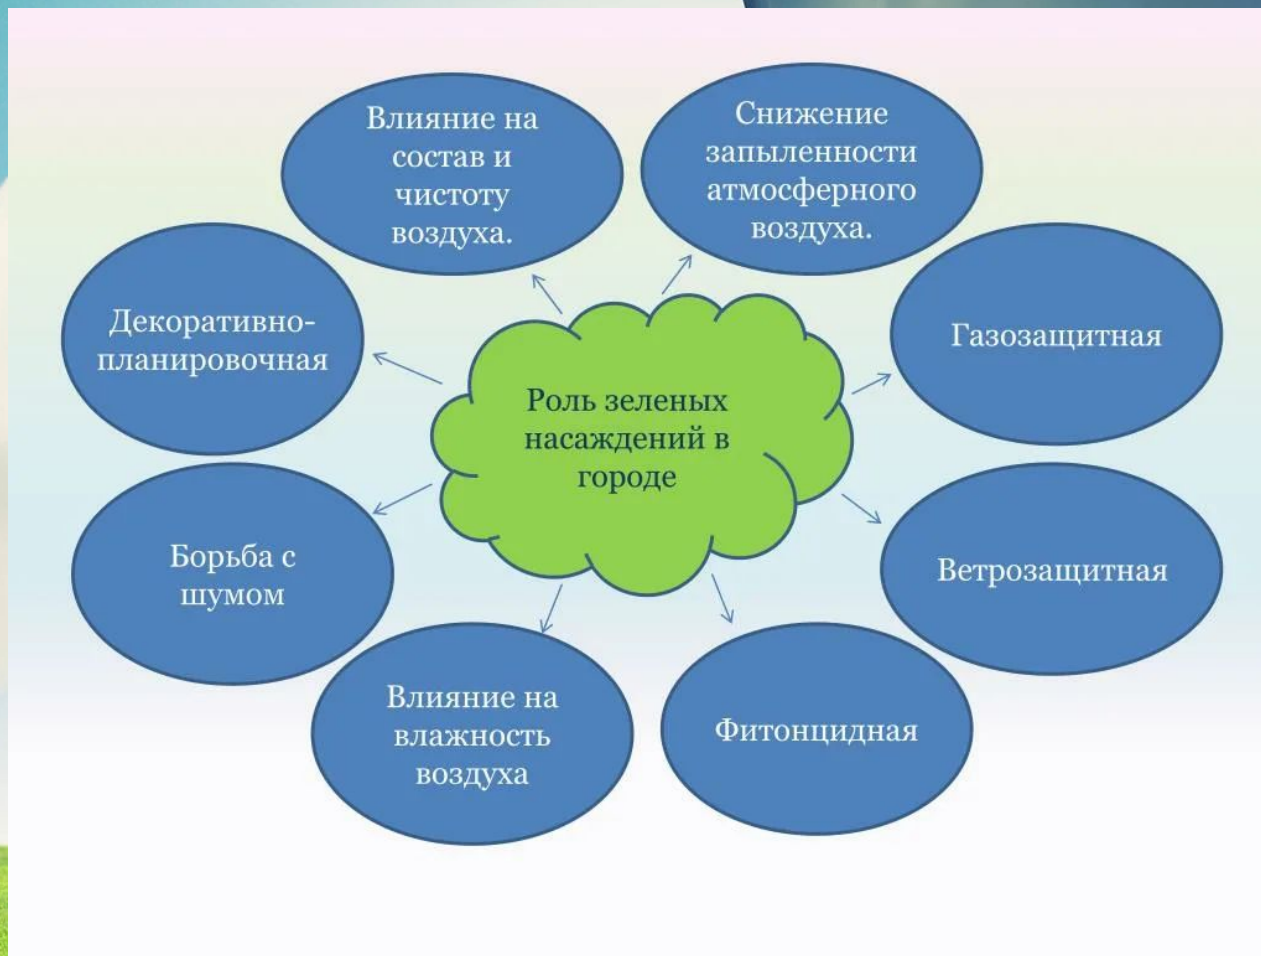 Влияние на
состав и
чистоту
воздуха.
Снижение
запыленности
атмосферного
воздуха.
Декоративно-
планировочная
Газозащитная
Роль зеленых
насаждений в
городе
Борьба с
шумом
Ветрозащитная
Влияние на
влажность
воздуха
Фитонцидная